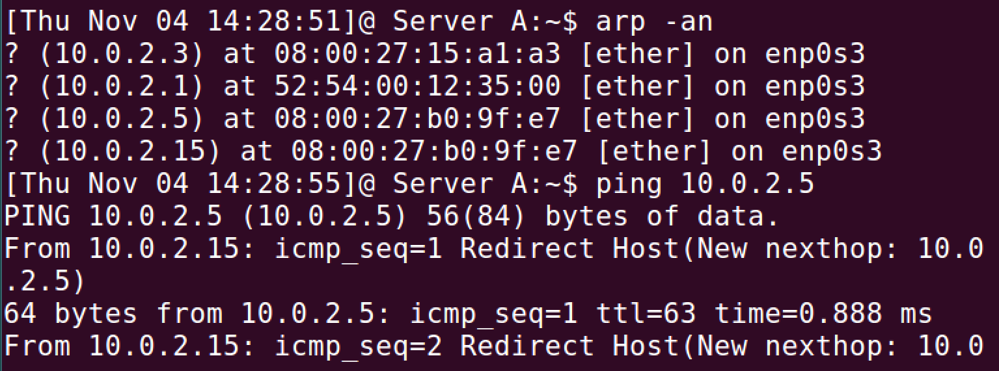 [Thu Nov 04 14:28:51]@ Server A:~$ arp -an
? (10.0.2.3) at 08:00:27:15:a1:a3 [ether] on enp0s3
? (10.0.2.1) at 52:54:00:12:35:00 [ether] on enp0s3
? (10.0.2.5) at 08:00:27:b0:9f:e7 [ether] on enp0s3
? (10.0.2.15) at 08:00:27:b0:9f:e7 [ether] on enp0s3
[Thu Nov 04 14:28:55]@ Server A:~$ ping 10.0.2.5
PING 10.0.2.5 (10.0.2.5) 56(84) bytes of data.
From 10.0.2.15: icmp_seq=1 Redirect Host(New nexthop: 10.0
.2.5)
64 bytes from 10.0.2.5: icmp_seq=1 ttl=63 time=0.888 ms
From 10.0.2.15: icmp_seq=2 Redirect Host(New nexthop: 10.0